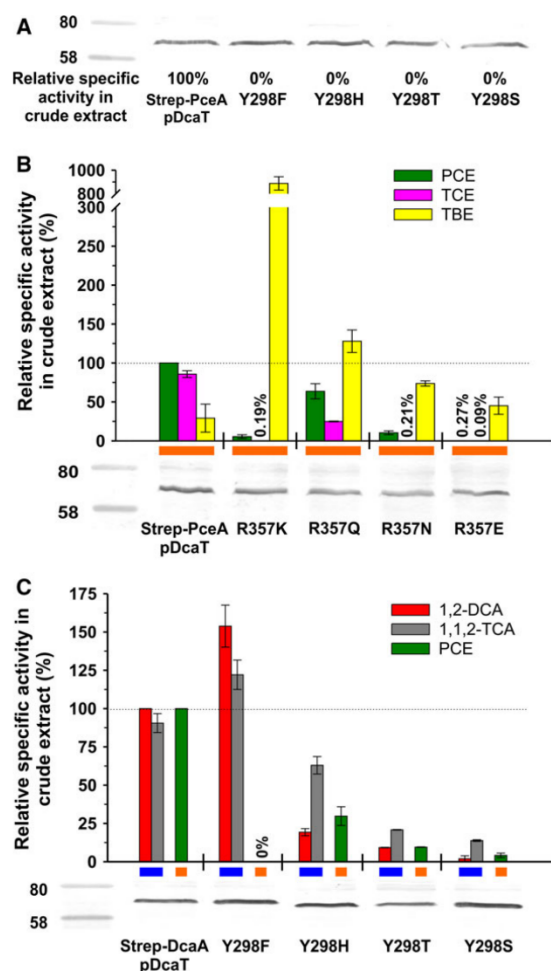 A
80
58
Relative specific
activity in
crude extract
100% 0% 0% 0% 0%
Strep-PceA Y298F Y298H Y298T Y298S
pDcaT
B
Relative specific activity
in crude extract (%)
1000
800
300
250
200
150
100
50
0
PCE
TCE
TBE
0.19%
0.21%
0.27%
0.09%
80
58
Strep-PceA R357K R357Q R357N R357E
pDcaT
C
Relative specific activity in
crude extract (%)
175
150
125
100
75
50
25
0
1,2-DCA
1,1,2-TCA
PCE
0%
80
58
Strep-DcaA Y298F Y298H Y298T Y298S
pDcaT